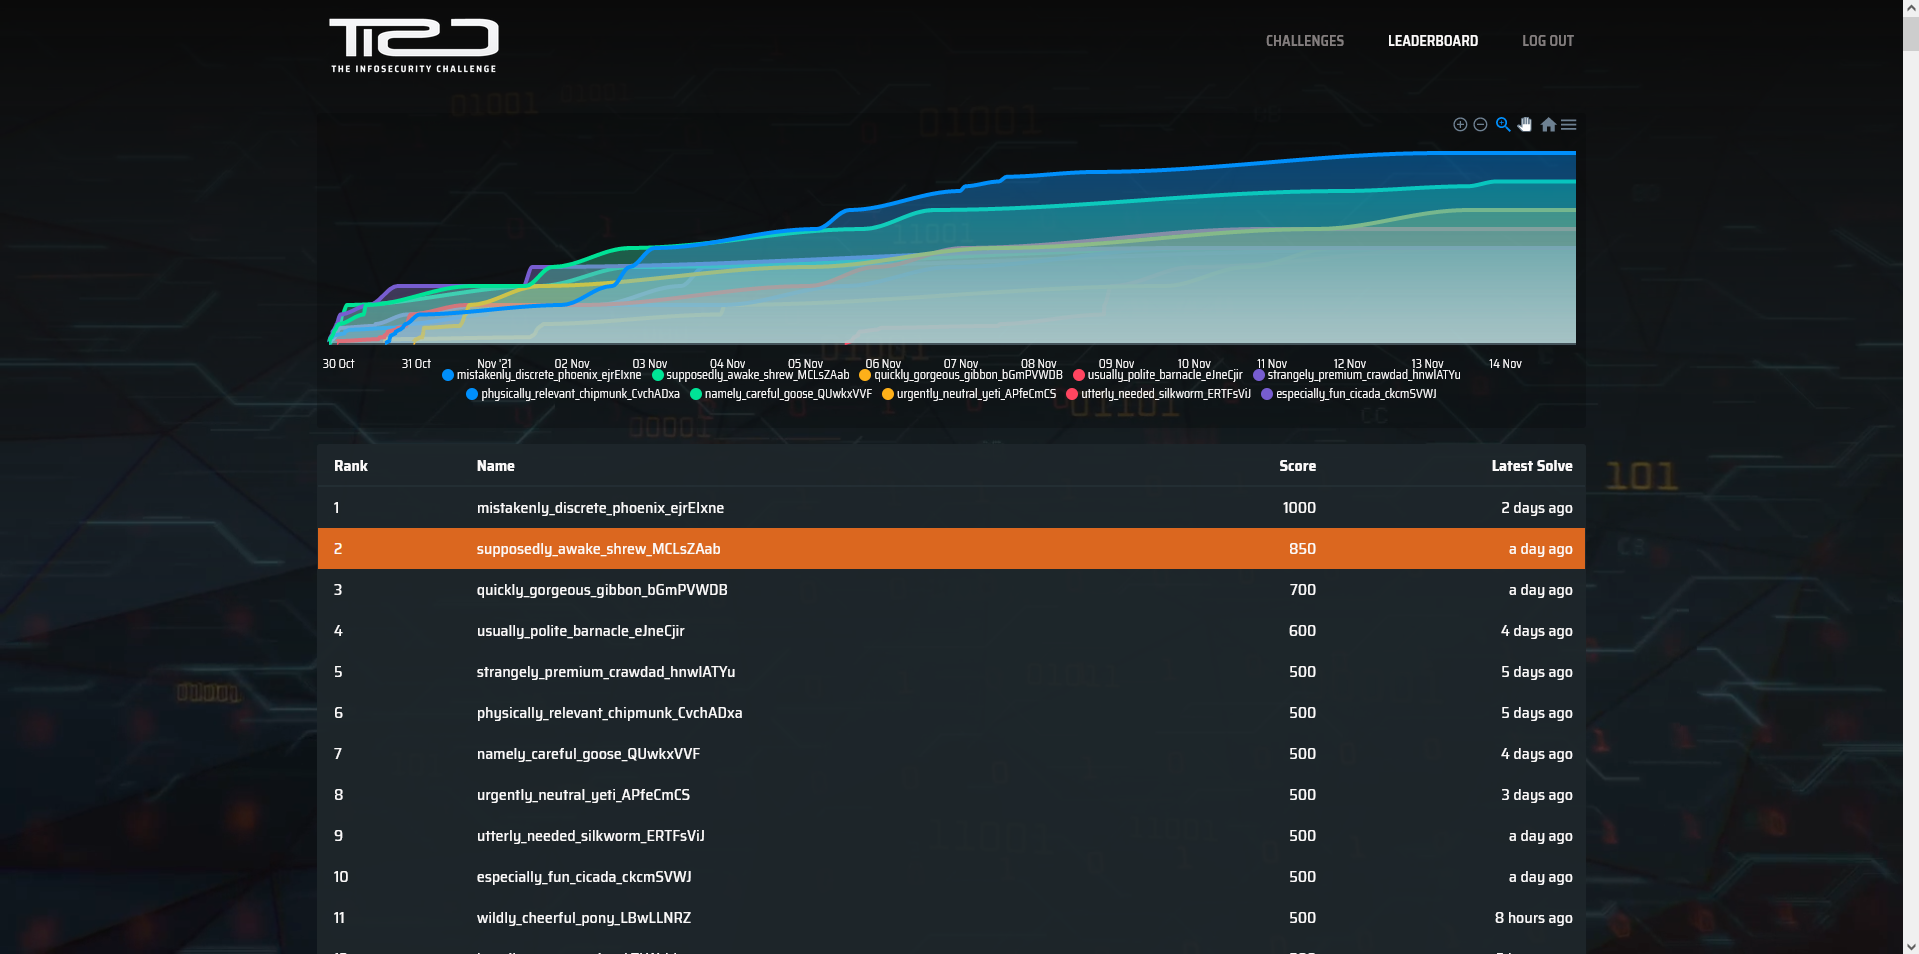 THE INFOSECURITY CHALLENGE
CHALLENGES LEADERBOARD LOG OUT
30 Oct 31 Oct Nov '21 02 Nov 03 Nov 04 Nov 05 Nov 06 Nov 07 Nov 08 Nov 09 Nov 10 Nov 11 Nov 12 Nov 13 Nov 14 Nov
mistakenly_discrete_phoenix_ejrEIxne supposedly_awake_shrew_MCLsZAab quickly_gorgeous_gibbon_bGmPVWDB usually_polite_barnacle_eJneCjir strangely_premium_crawdad_hnwIATYu
physically_relevant_chipmunk_CvchADxa namely_careful_goose_QUwkxVVF urgently_neutral_yeti_APfeCmCS utterly_needed_silkworm_ERTFsViJ especially_fun_cicada_ckcmSVWJ
Rank Name Score Latest Solve
1 mistakenly_discrete_phoenix_ejrEIxne 1000 2 days ago
2 supposedly_awake_shrew_MCLsZAab 850 a day ago
3 quickly_gorgeous_gibbon_bGmPVWDB 700 a day ago
4 usually_polite_barnacle_eJneCjir 600 4 days ago
5 strangely_premium_crawdad_hnwIATYu 500 5 days ago
6 physically_relevant_chipmunk_CvchADxa 500 5 days ago
7 namely_careful_goose_QUwkxVVF 500 4 days ago
8 urgently_neutral_yeti_APfeCmCS 500 3 days ago
9 utterly_needed_silkworm_ERTFsViJ 500 a day ago
10 especially_fun_cicada_ckcmSVWJ 500 a day ago
11 wildly_cheerful_pony_LBwLLNRZ 500 8 hours ago